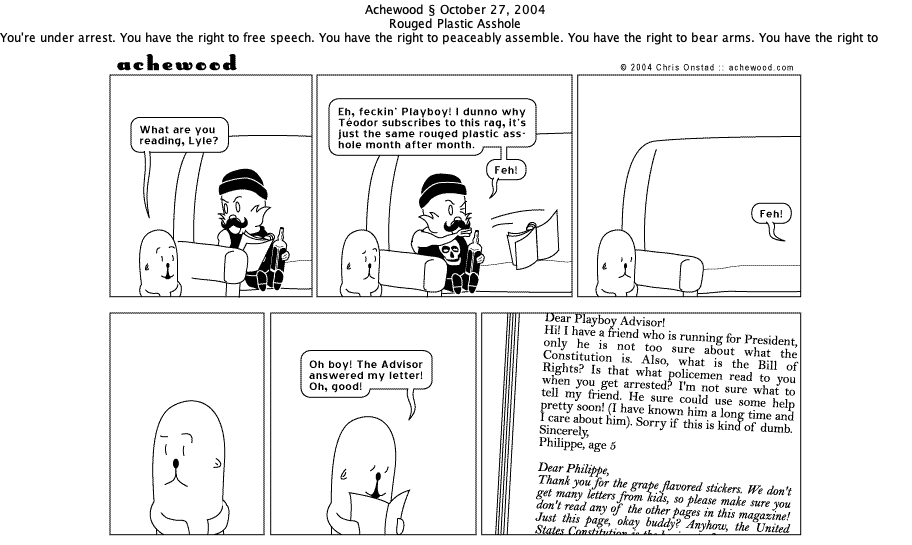 Achewood § October 27, 2004
Rouged Plastic Asshole
You're under arrest. You have the right to free speech. You have the right to peaceably assemble. You have the right to bear arms. You have the right to
achewood
© 2004 Chris Onstad :: achewood.com
What are you
reading, Lyle?
Eh, feckin' Playboy! I dunno why
Téodor subscribes to this rag, it's
just the same rouged plastic ass-
hole month after month.
Feh!
Feh!
Oh boy! The Advisor
answered my letter!
Oh, good!
Dear Playboy Advisor!
Hi! I have a friend who is running for President,
only he is not too sure about what the
Constitution is. Also, what is the Bill of
Rights? Is that what policemen read to you
when you get arrested? I'm not sure what to
tell my friend. He sure could use some help
pretty soon! (I have known him a long time and
I care about him). Sorry if this is kind of dumb.
Sincerely,
Philippe, age 5
Dear Philippe,
Thank you for the grape flavored stickers. We don't
get many letters from kids, so please make sure you
don't read any of the other pages in this magazine!
Just this page, okay buddy? Anyhow, the United
States Constitution is the